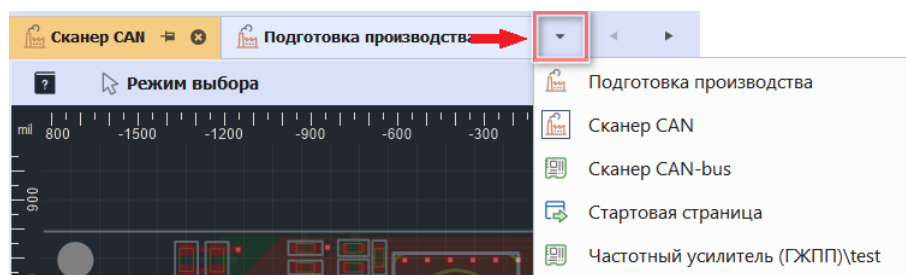 Сканер CAN
Подготовка производства
Режим выбора
mil 800 -1500 -1200 -900 -600 -300
900
Подготовка производства
Сканер CAN
Сканер CAN-bus
Стартовая страница
Частотный усилитель (ГЖПП)\test